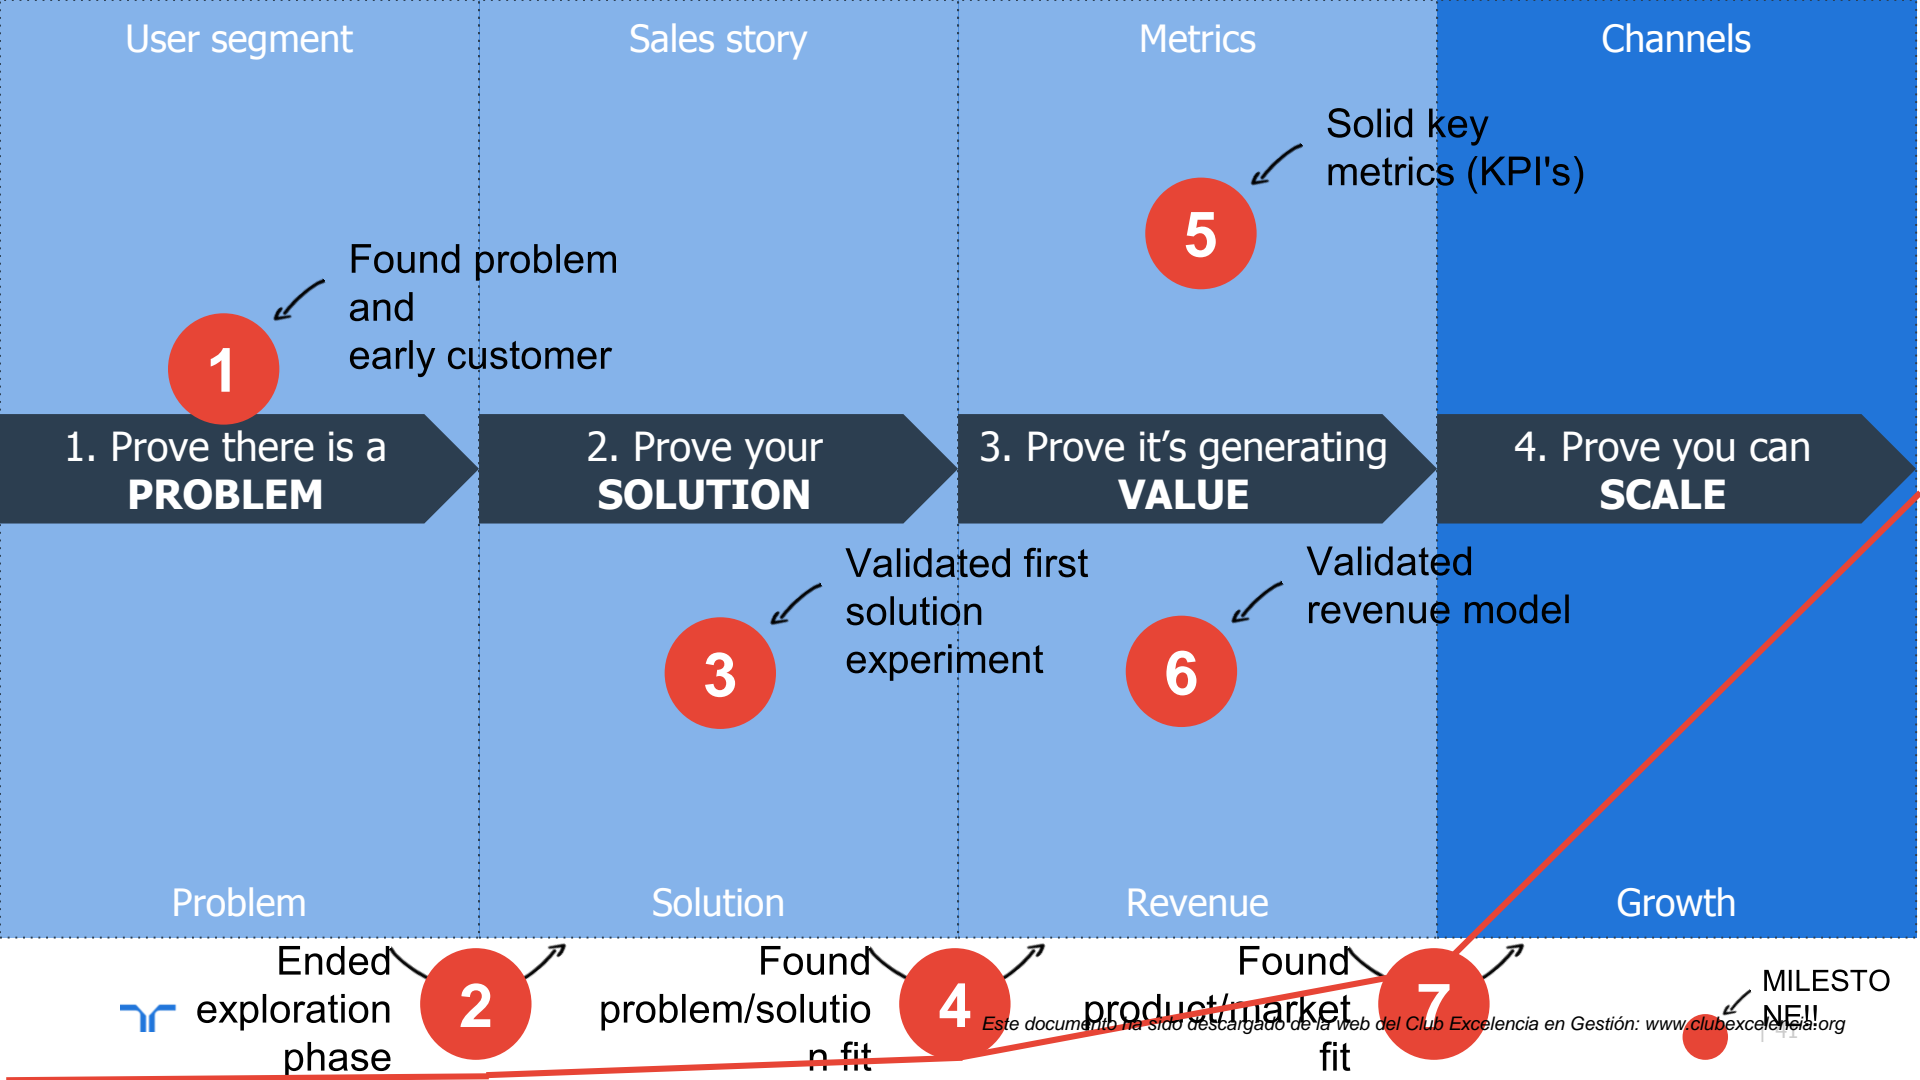 User segment
Sales story
Metrics
Channels
Solid key
metrics (KPI's)
5
Found problem
and
early customer
1
1. Prove there is a
PROBLEM
2. Prove your
SOLUTION
3. Prove it’s generating
VALUE
4. Prove you can
SCALE
Validated first
solution
experiment
3
Validated
revenue model
6
Problem
Solution
Revenue
Growth
Ended
exploration
phase
2
Found
problem/solutio
n fit
4
Found
product/market
fit
7
MILESTO
NE!!
| 41
Este documento ha sido descargado de la web del Club Excelencia en Gestión: www.clubexcelencia.org